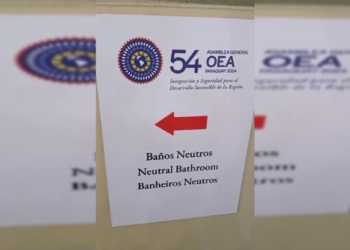 54 ASAMBLEA GENERAL
OEA
PARAGUAY 2024
Integración y Seguridad para el
Desarrollo Sostenible de la Región
Baños Neutros
Neutral Bathroom
Banheiros Neutros